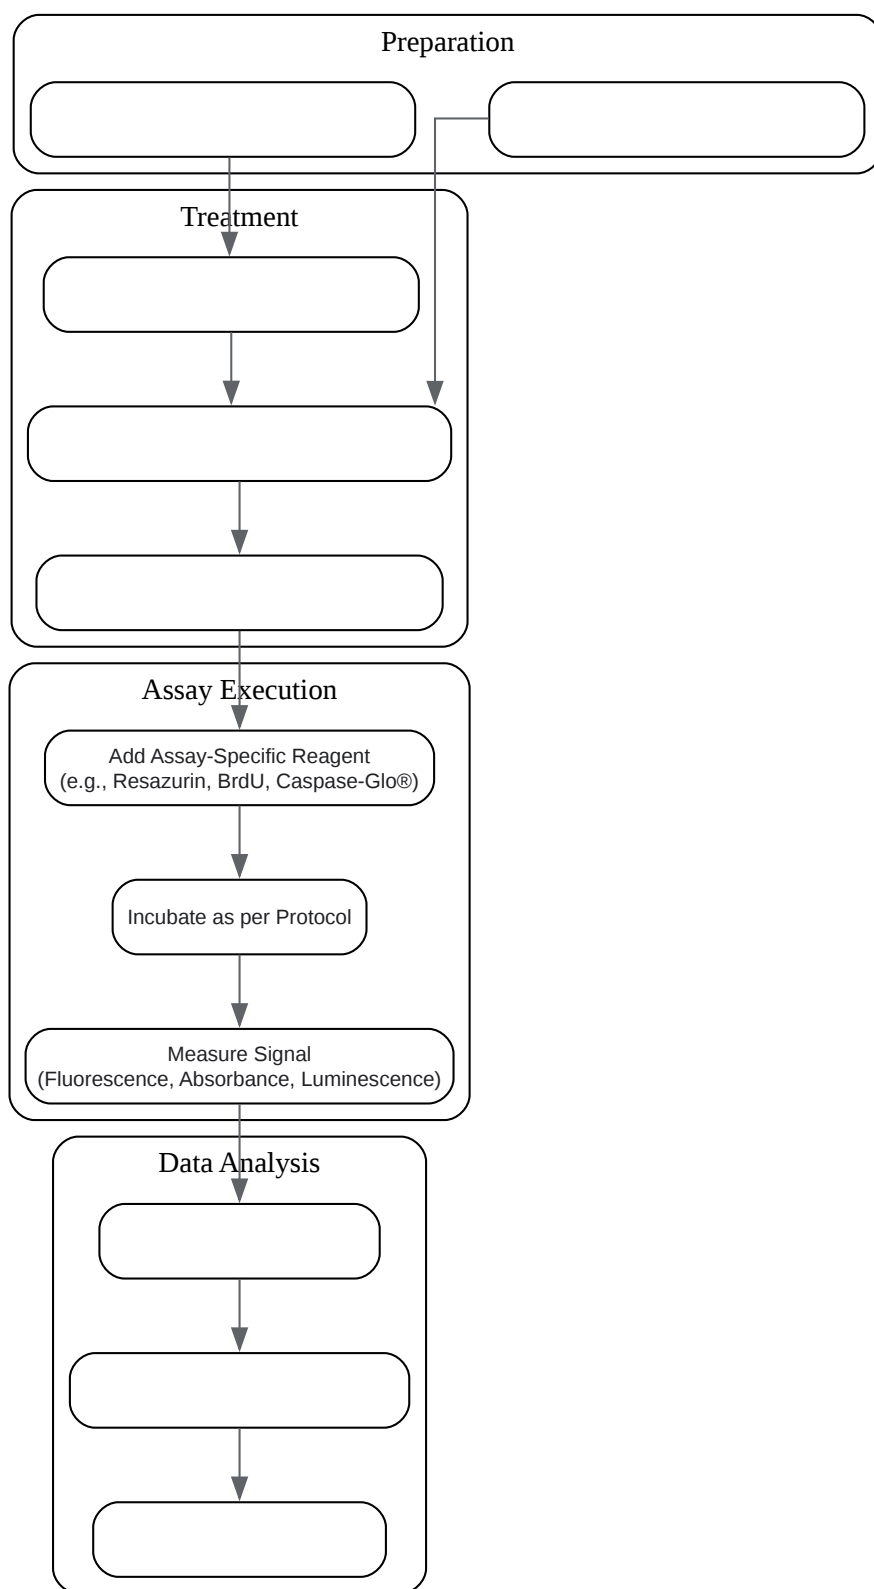 Preparation
Treatment
Assay Execution
Add Assay-Specific Reagent
(e.g., Resazurin, BrdU, Caspase-Glo®)
Incubate as per Protocol
Measure Signal
(Fluorescence, Absorbance, Luminescence)
Data Analysis